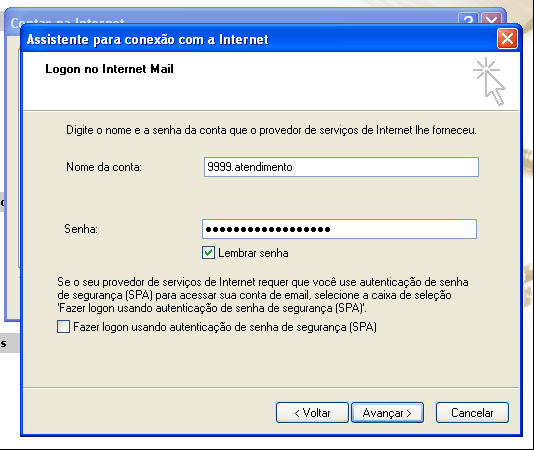 Contas na Internet
Assistente para conexão com a Internet
Logon no Internet Mail
Digite o nome e a senha da conta que o provedor de serviços de Internet lhe forneceu.
Nome da conta: 9999.atendimento
Senha: ●●●●●●●●●●●●●●●●●●
Lembrar senha
Se o seu provedor de serviços de Internet requer que você use autenticação de senha
de segurança (SPA) para acessar sua conta de email, selecione a caixa de seleção
'Fazer logon usando autenticação de senha de segurança (SPA)'.
Fazer logon usando autenticação de senha de segurança (SPA)
s
< Voltar Avançar > Cancelar